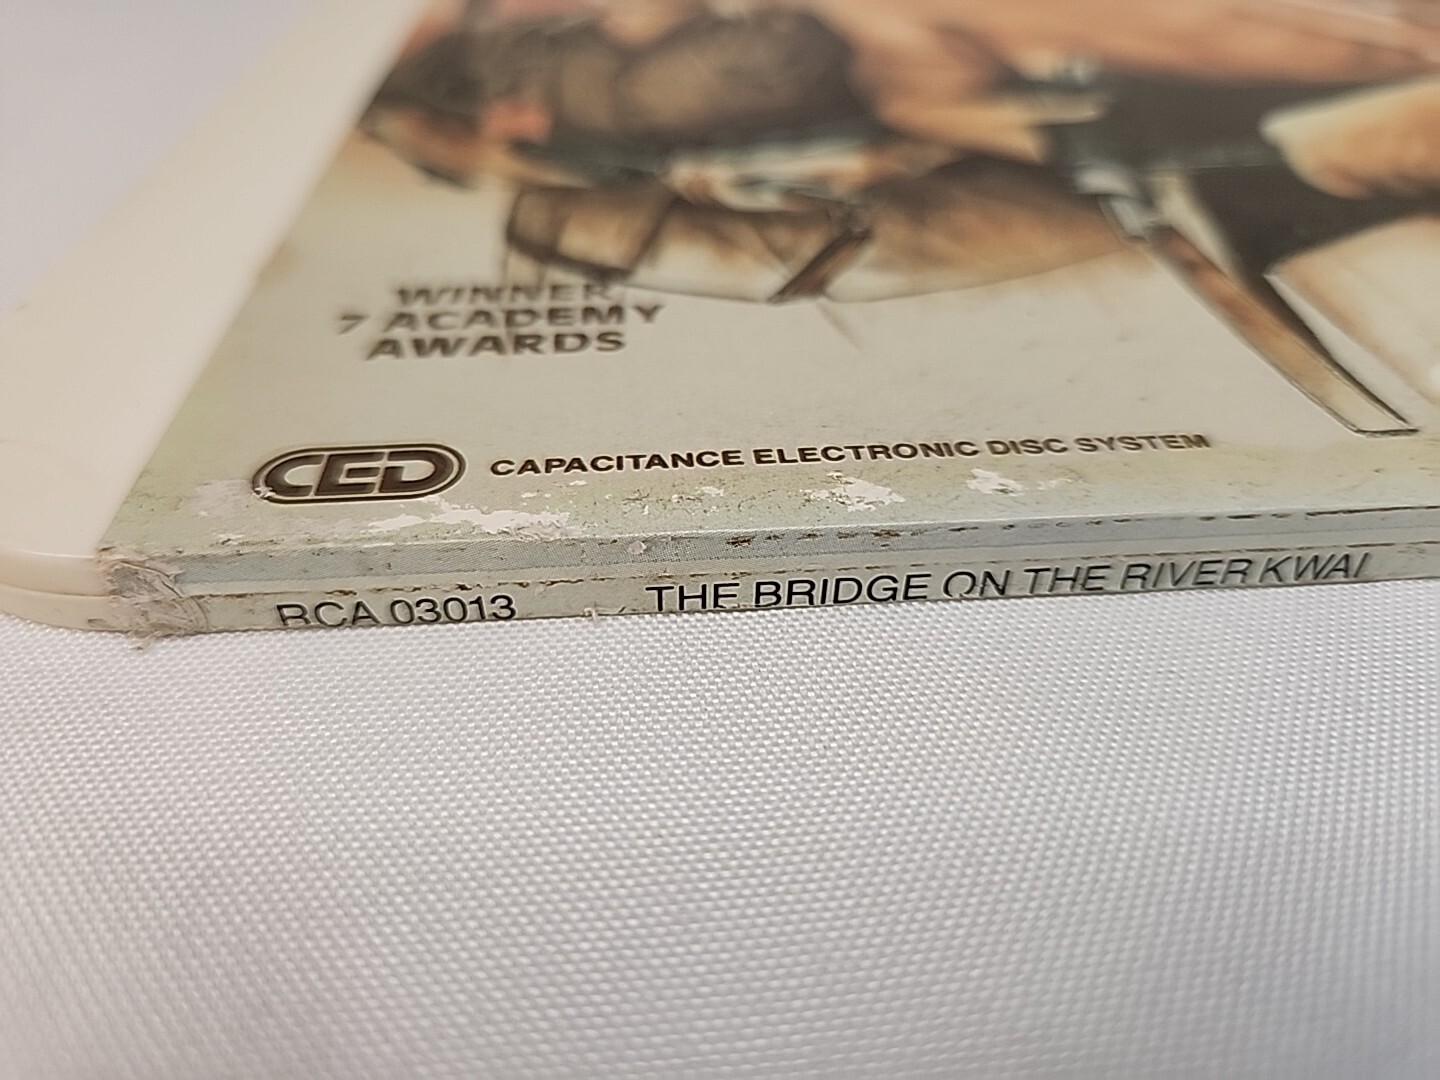 WINNER
7 ACADEMY
AWARDS
CED CAPACITANCE ELECTRONIC DISC SYSTEM
RCA 03013 THE BRIDGE ON THE RIVER KWAI